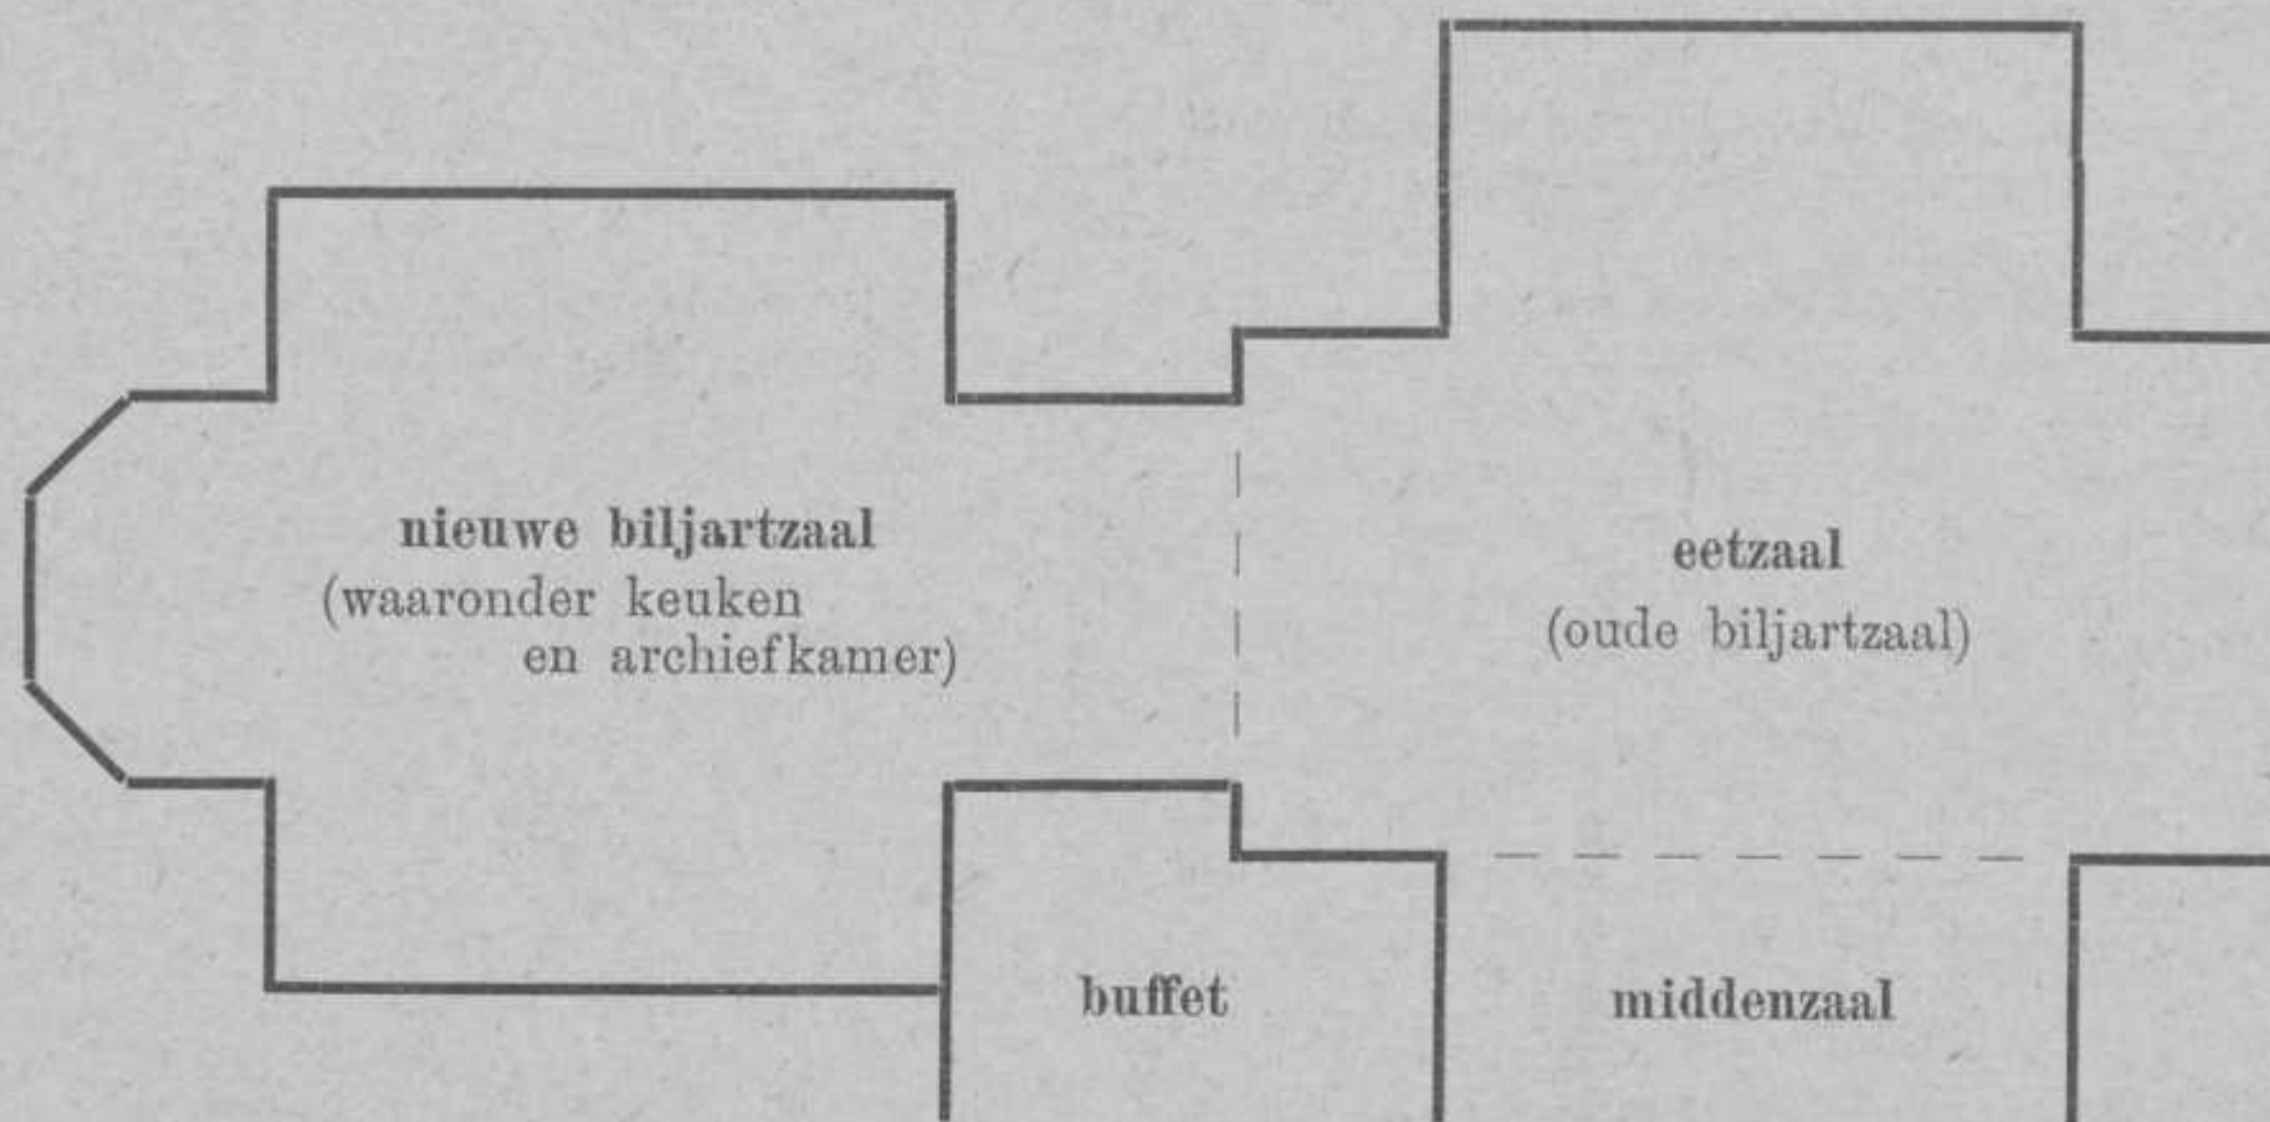 nieuwe biljartzaal
(waaronder keuken
en archiefkamer)
eetzaal
(oude biljartzaal)
buffet
middenzaal